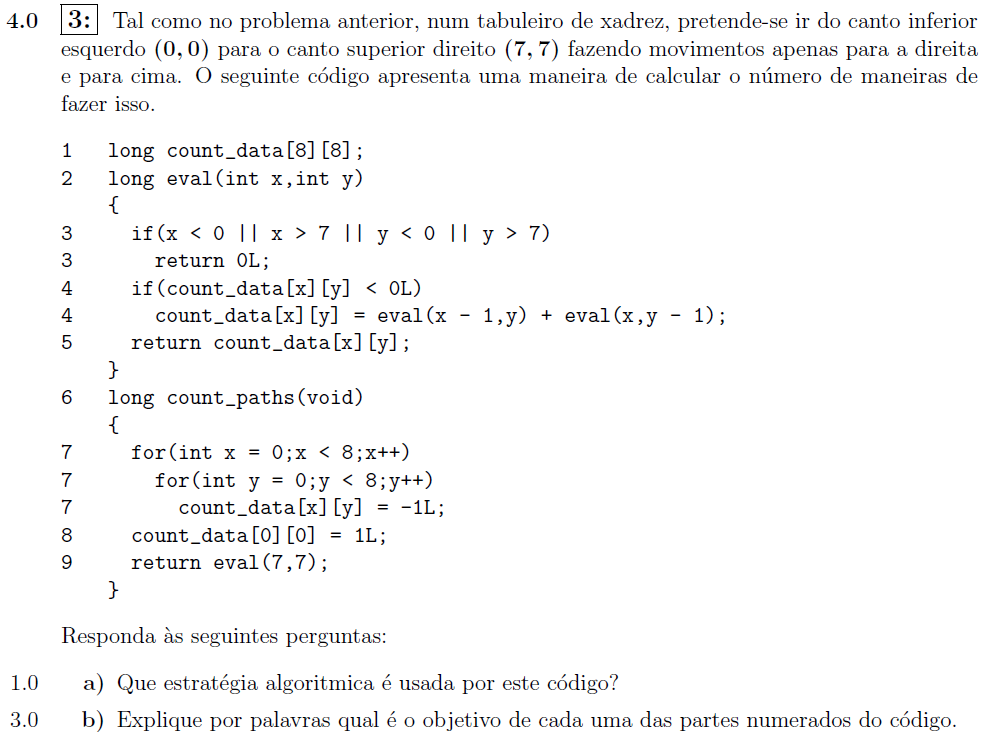 4.0 3: Tal como no problema anterior, num tabuleiro de xadrez, pretende-se ir do canto inferior
esquerdo (0, 0) para o canto superior direito (7, 7) fazendo movimentos apenas para a direita
e para cima. O seguinte código apresenta uma maneira de calcular o número de maneiras de
fazer isso.
1 long count_data[8][8];
2 long eval(int x,int y)
{
3 if(x < 0 || x > 7 || y < 0 || y > 7)
3 return 0L;
4 if(count_data[x][y] < 0L)
4 count_data[x][y] = eval(x - 1,y) + eval(x,y - 1);
5 return count_data[x][y];
}
6 long count_paths(void)
{
7 for(int x = 0;x < 8;x++)
7 for(int y = 0;y < 8;y++)
7 count_data[x][y] = -1L;
8 count_data[0][0] = 1L;
9 return eval(7,7);
}
Responda às seguintes perguntas:
1.0 a) Que estratégia algoritmica é usada por este código?
3.0 b) Explique por palavras qual é o objetivo de cada uma das partes numerados do código.